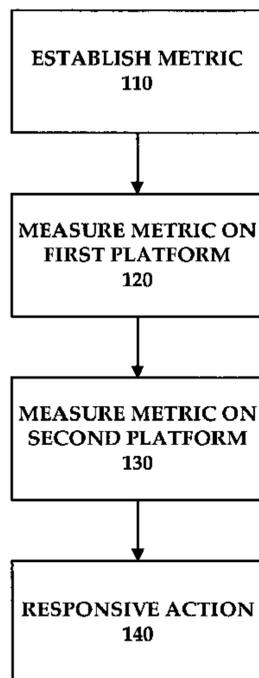 ESTABLISH METRIC
110
MEASURE METRIC ON
FIRST PLATFORM
120
MEASURE METRIC ON
SECOND PLATFORM
130
RESPONSIVE ACTION
140